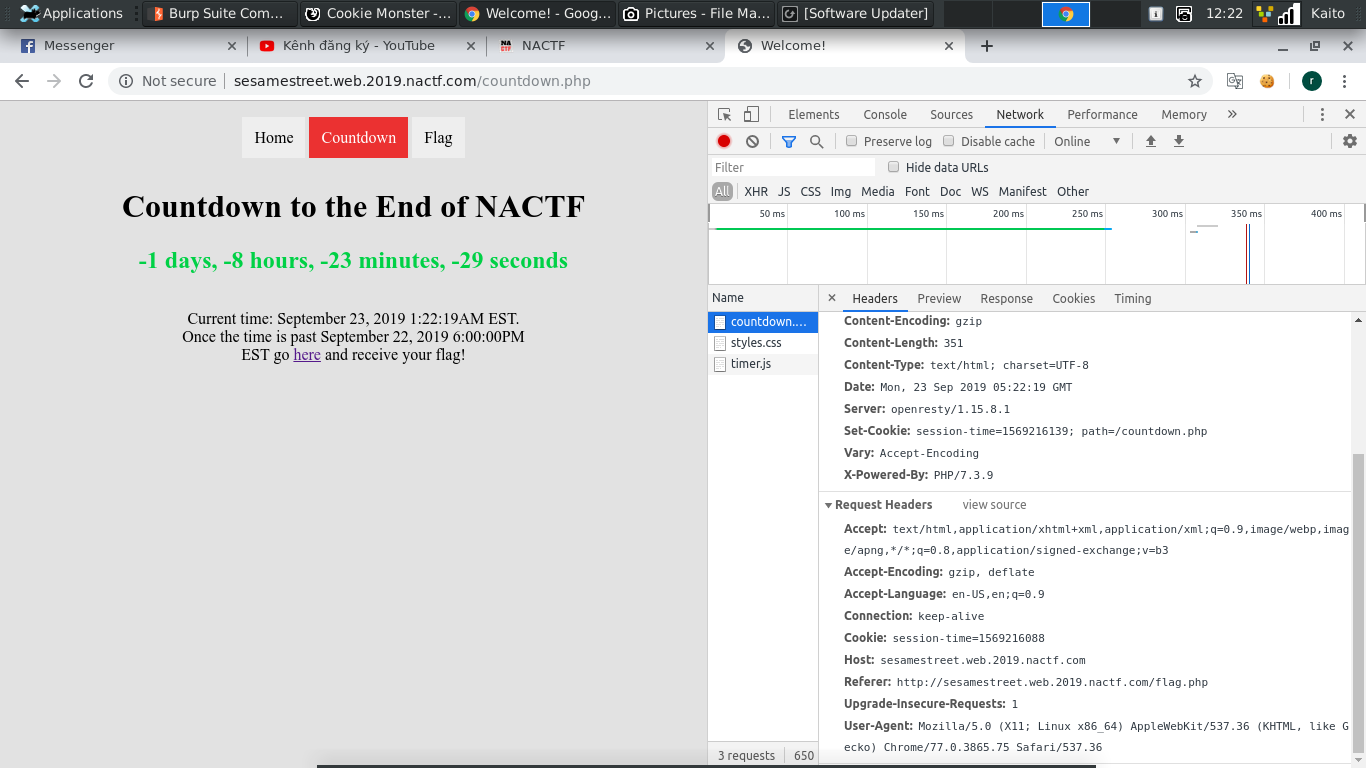 Applications
Burp Suite Com...
Cookie Monster -...
Welcome! - Goog...
Pictures - File Ma...
[Software Updater]
12:22
Kaito
Messenger
Kênh đăng ký - YouTube
NACTF
Welcome!
Not secure
sesamestreet.web.2019.nactf.com/countdown.php
r
Home
Countdown
Flag
Countdown to the End of NACTF
-1 days, -8 hours, -23 minutes, -29 seconds
Current time: September 23, 2019 1:22:19AM EST.
Once the time is past September 22, 2019 6:00:00PM
EST go here and receive your flag!
Elements
Console
Sources
Network
Performance
Memory
Preserve log
Disable cache
Online
Filter
Hide data URLs
All XHR JS CSS Img Media Font Doc WS Manifest Other
50 ms 100 ms 150 ms 200 ms 250 ms 300 ms 350 ms 400 ms
Name
countdown....
styles.css
timer.js
Headers Preview Response Cookies Timing
Content-Encoding: gzip
Content-Length: 351
Content-Type: text/html; charset=UTF-8
Date: Mon, 23 Sep 2019 05:22:19 GMT
Server: openresty/1.15.8.1
Set-Cookie: session-time=1569216139; path=/countdown.php
Vary: Accept-Encoding
X-Powered-By: PHP/7.3.9
Request Headers view source
Accept: text/html,application/xhtml+xml,application/xml;q=0.9,image/webp,imag
e/apng,*/*;q=0.8,application/signed-exchange;v=b3
Accept-Encoding: gzip, deflate
Accept-Language: en-US,en;q=0.9
Connection: keep-alive
Cookie: session-time=1569216088
Host: sesamestreet.web.2019.nactf.com
Referer: http://sesamestreet.web.2019.nactf.com/flag.php
Upgrade-Insecure-Requests: 1
User-Agent: Mozilla/5.0 (X11; Linux x86_64) AppleWebKit/537.36 (KHTML, like G
ecko) Chrome/77.0.3865.75 Safari/537.36
3 requests
650